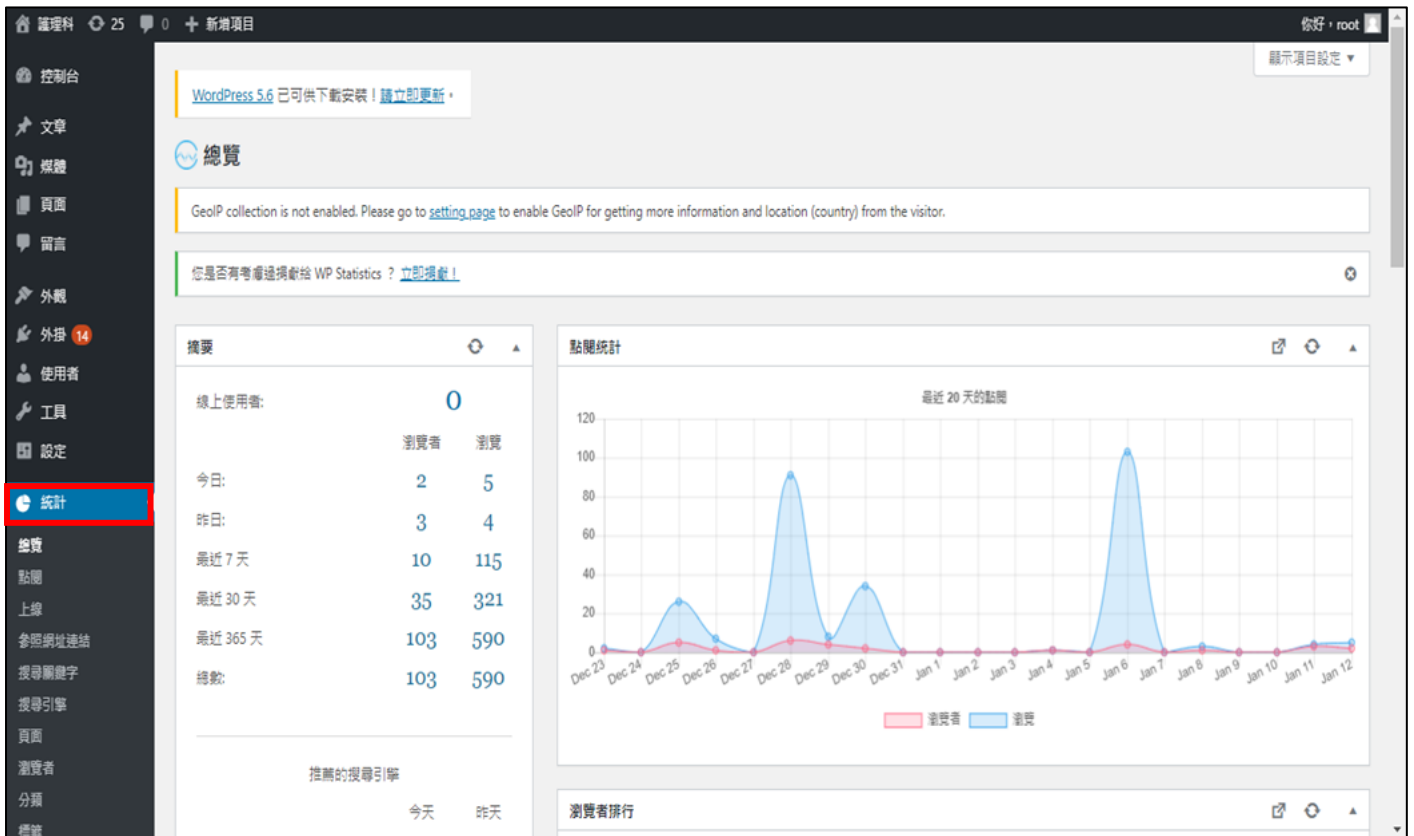 護理科 25 0 新增項目 你好，root
顯示項目設定 ▼
控制台
文章
媒體
頁面
留言
外觀
外掛 14
使用者
工具
設定
統計
總覽
點閱
上線
參照網址連結
搜尋關鍵字
搜尋引擎
頁面
瀏覽者
分類
標籤
WordPress 5.6 已可供下載安裝！請立即更新。
總覽
GeoIP collection is not enabled. Please go to setting page to enable GeoIP for getting more information and location (country) from the visitor.
您是否有考慮過捐獻給 WP Statistics ？ 立即捐獻！
摘要
線上使用者: 0
瀏覽者 瀏覽
今日: 2 5
昨日: 3 4
最近 7 天 10 115
最近 30 天 35 321
最近 365 天 103 590
總數: 103 590
推薦的搜尋引擎
今天 昨天
點閱統計
最近 20 天的點閱
120
100
80
60
40
20
0
Dec 23 Dec 24 Dec 25 Dec 26 Dec 27 Dec 28 Dec 29 Dec 30 Dec 31 Jan 1 Jan 2 Jan 3 Jan 4 Jan 5 Jan 6 Jan 7 Jan 8 Jan 9 Jan 10 Jan 11 Jan 12
瀏覽者 瀏覽
瀏覽者排行